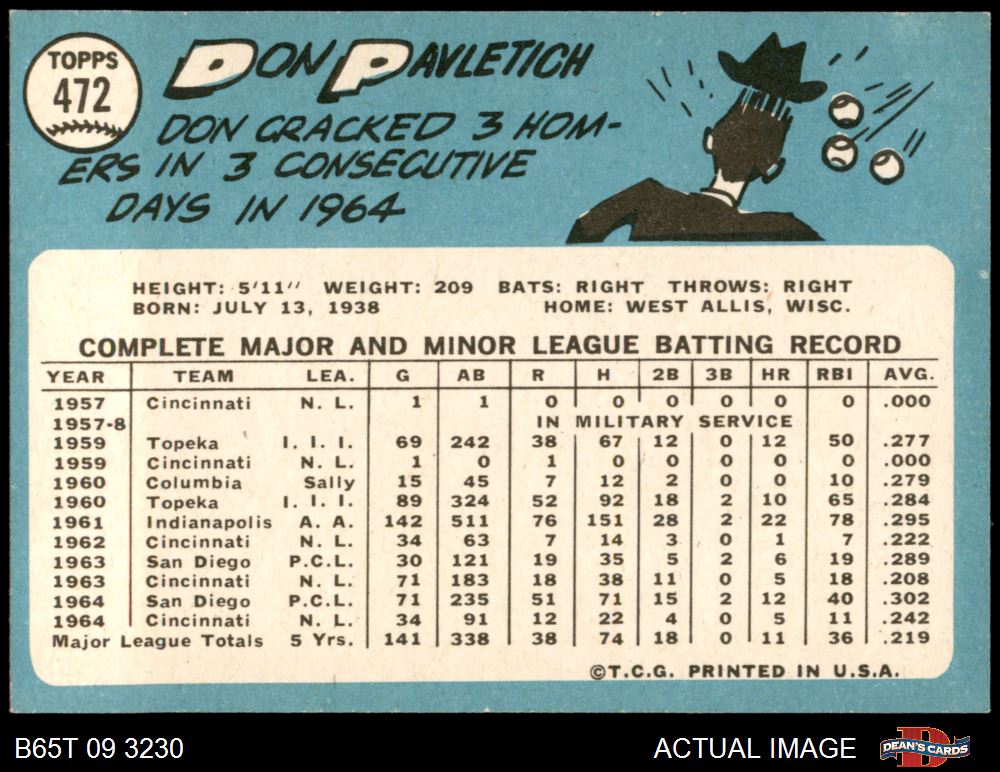 TOPPS
472
DON PAVLETICH
DON CRACKED 3 HOM-
ERS IN 3 CONSECUTIVE
DAYS IN 1964
HEIGHT: 5'11" WEIGHT: 209 BATS: RIGHT THROWS: RIGHT
BORN: JULY 13, 1938 HOME: WEST ALLIS, WISC.
COMPLETE MAJOR AND MINOR LEAGUE BATTING RECORD
YEAR TEAM LEA. G AB R H 2B 3B HR RBI AVG.
1957 Cincinnati N. L. 1 1 0 0 0 0 0 0 .000
1957-8 IN MILITARY SERVICE
1959 Topeka I. I. I. 69 242 38 67 12 0 12 50 .277
1959 Cincinnati N. L. 1 0 1 0 0 0 0 0 .000
1960 Columbia Sally 15 45 7 12 2 0 0 10 .279
1960 Topeka I. I. I. 89 324 52 92 18 2 10 65 .284
1961 Indianapolis A. A. 142 511 76 151 28 2 22 78 .295
1962 Cincinnati N. L. 34 63 7 14 3 0 1 7 .222
1963 San Diego P.C.L. 30 121 19 35 5 2 6 19 .289
1963 Cincinnati N. L. 71 183 18 38 11 0 5 18 .208
1964 San Diego P.C.L. 71 235 51 71 15 2 12 40 .302
1964 Cincinnati N. L. 34 91 12 22 4 0 5 11 .242
Major League Totals 5 Yrs. 141 338 38 74 18 0 11 36 .219
©T.C.G. PRINTED IN U.S.A.
B65T 09 3230 ACTUAL IMAGE DEAN'S CARDS